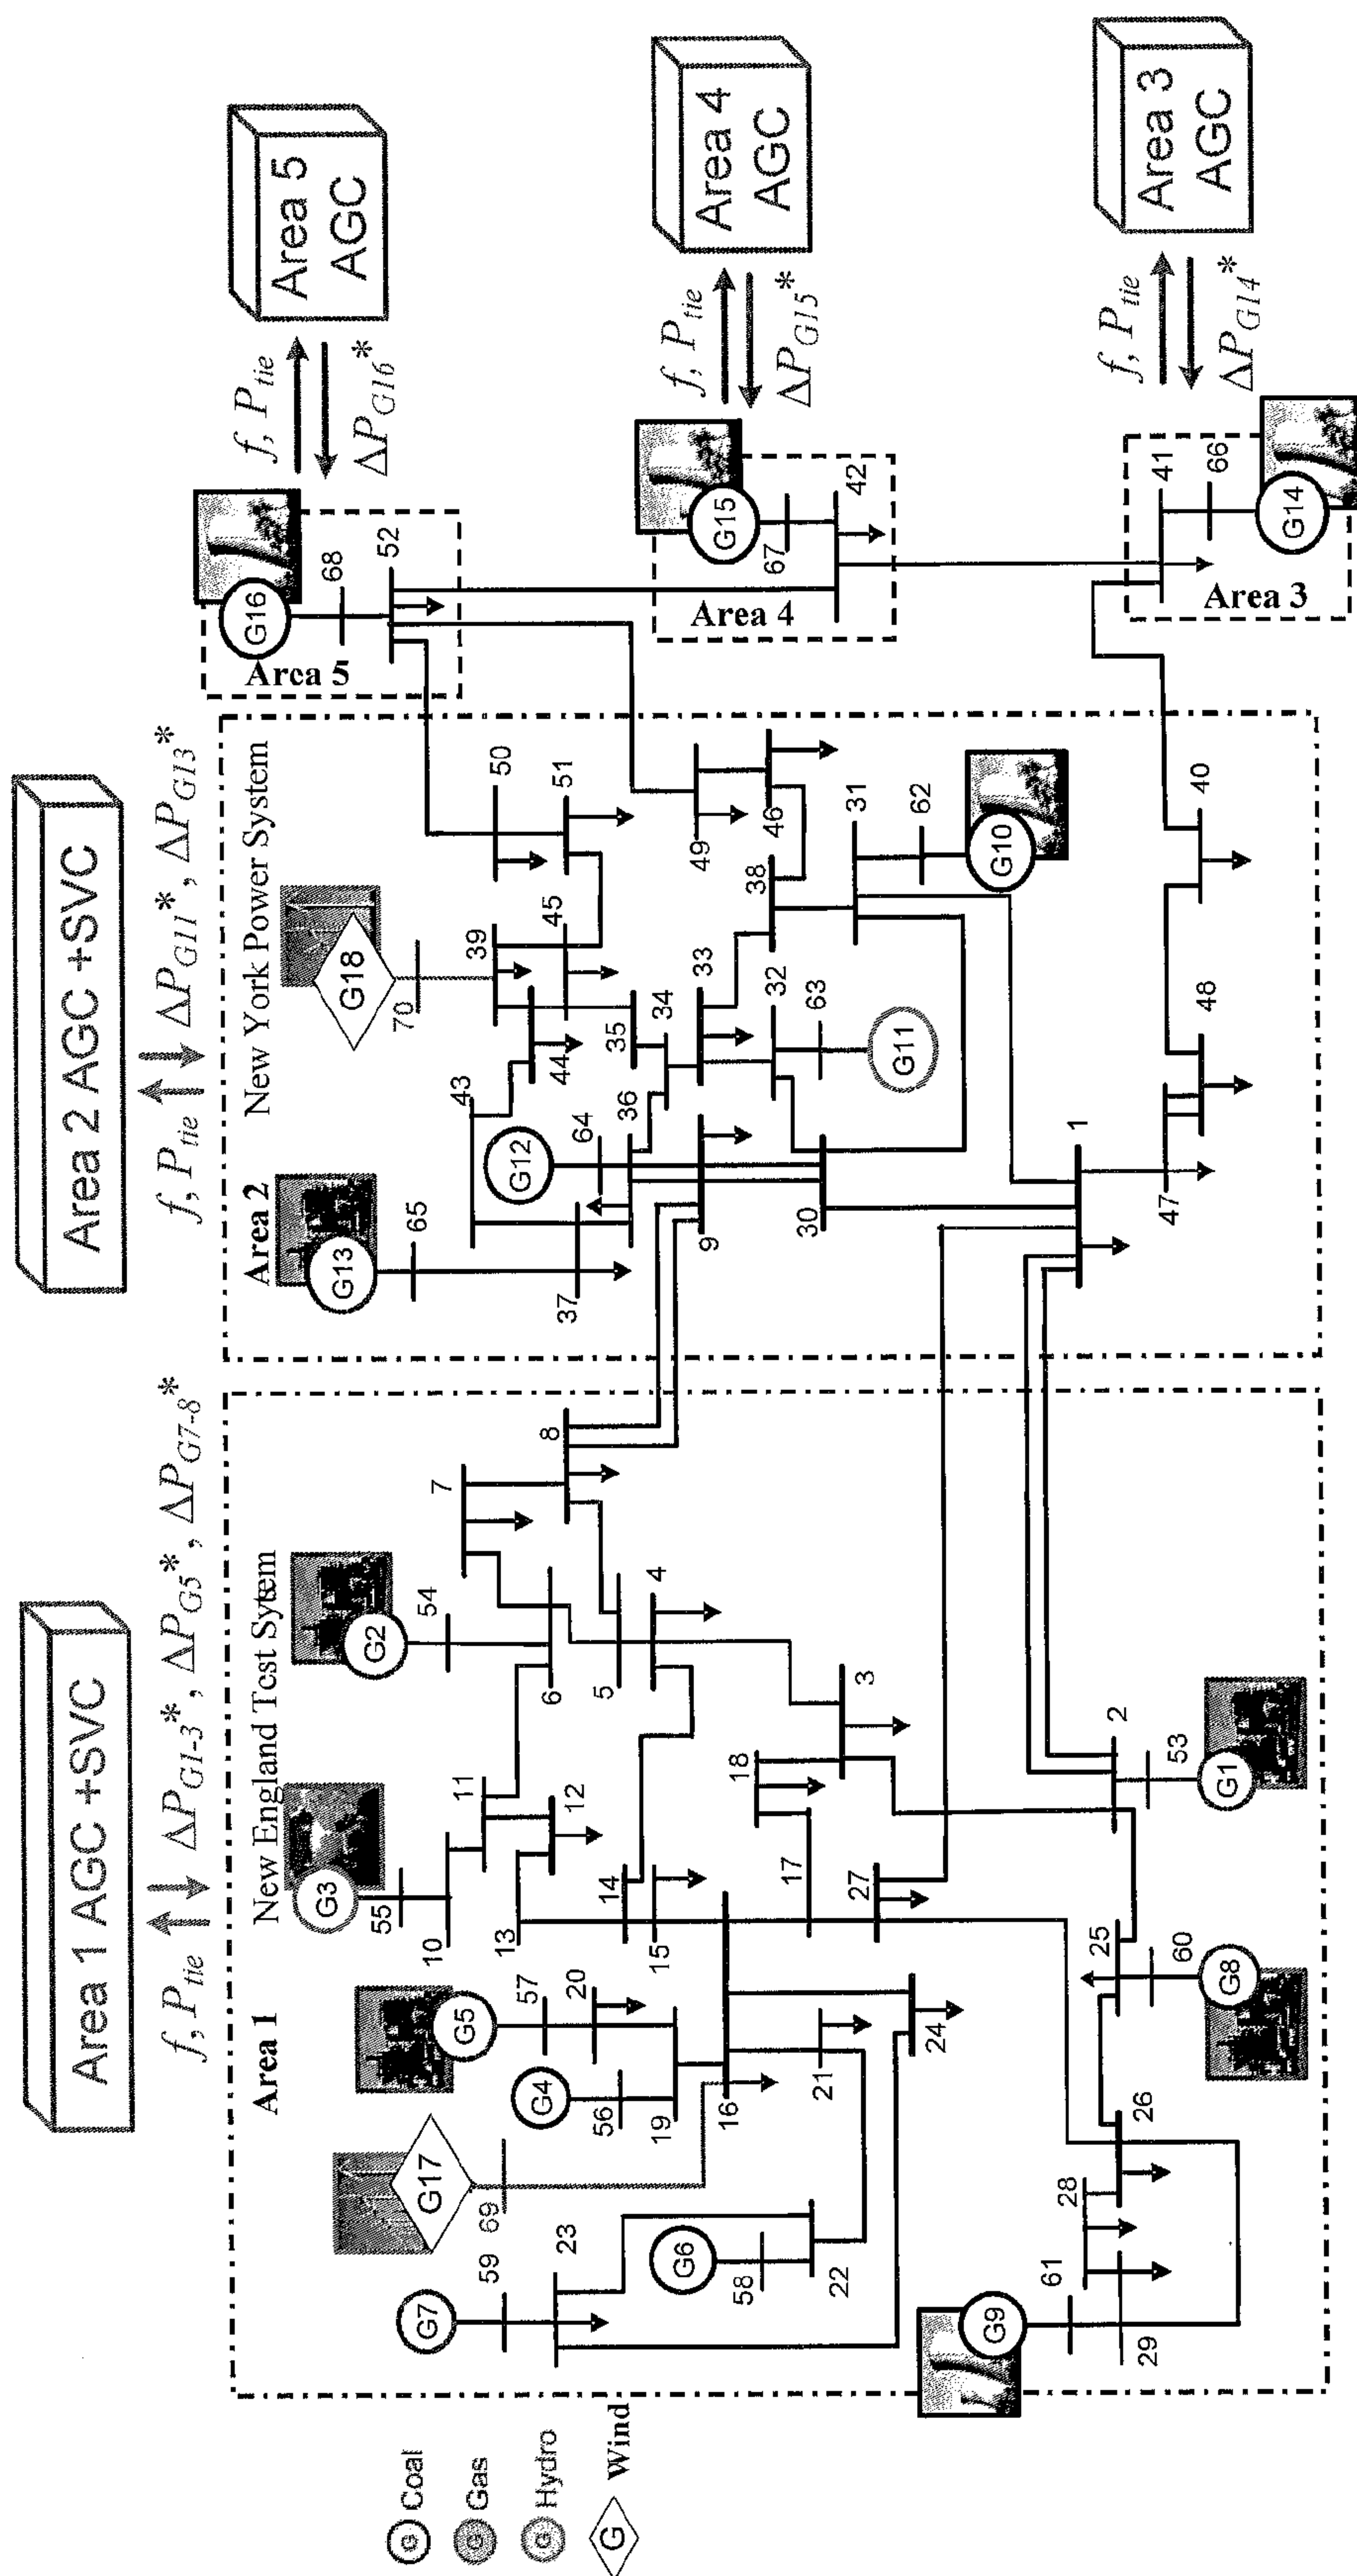 Area 1 AGC +SVC
Area 2 AGC +SVC
f, P_tie
ΔP_G1-3*, ΔP_G5*, ΔP_G7-8*
f, P_tie
ΔP_G11*, ΔP_G13*
Area 1
New England Test Sytem
Area 2
New York Power System
Area 5
AGC
f, P_tie
ΔP_G16*
Area 4
AGC
f, P_tie
ΔP_G15*
Area 3
AGC
f, P_tie
ΔP_G14*
G Coal
G Gas
G Hydro
G Wind
G7
59
23
G17
69
G6
58
22
G4
56
19
G5
57
20
16
21
24
G3
55
10
11
12
13
14
15
G2
54
6
5
4
7
8
18
3
17
27
G9
61
29
28
26
25
60
G8
2
53
G1
G13
65
37
43
G12
64
36
9
30
G18
70
39
44
45
35
34
33
32
63
G11
50
51
49
46
38
31
62
G10
1
47
48
40
G16
68
52
Area 5
G15
67
42
Area 4
41
66
G14
Area 3